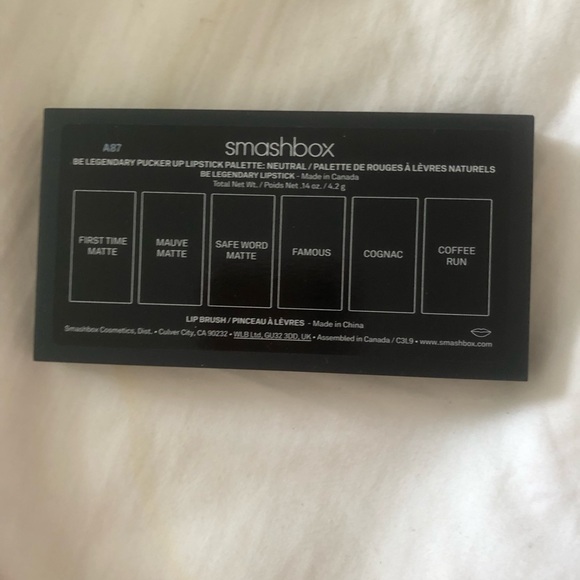 A87
smashbox
BE LEGENDARY PUCKER UP LIPSTICK PALETTE: NEUTRAL / PALETTE DE ROUGES À LÈVRES NATURELS
BE LEGENDARY LIPSTICK - Made in Canada
Total Net Wt. / Poids Net .14 oz. / 4.2 g
FIRST TIME
MATTE
MAUVE
MATTE
SAFE WORD
MATTE
FAMOUS
COGNAC
COFFEE
RUN
LIP BRUSH / PINCEAU À LÈVRES - Made in China
Smashbox Cosmetics, Dist. • Culver City, CA 90232 • WLB Ltd, GU32 3DD, UK • Assembled in Canada / C3L9 • www.smashbox.com